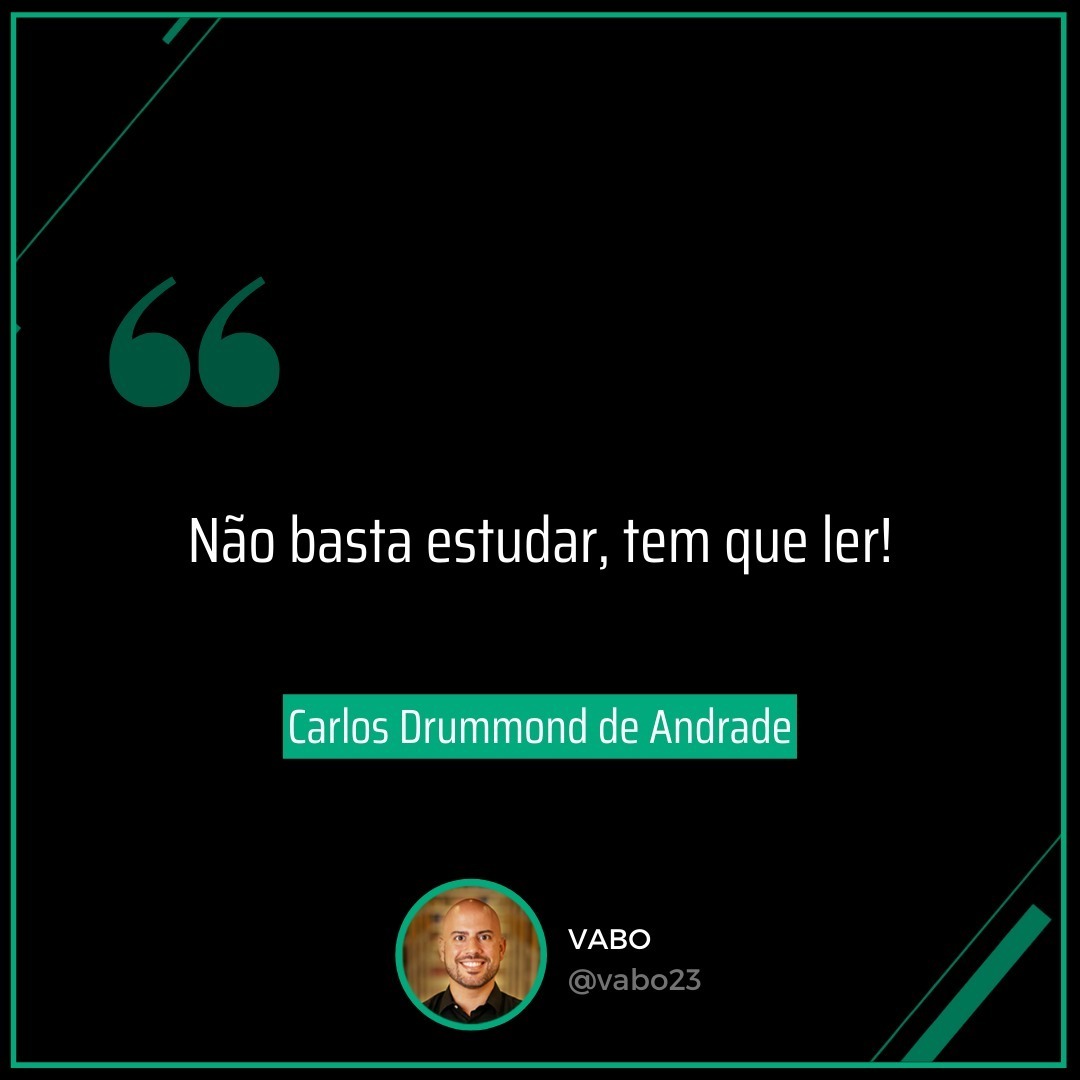 “
Não basta estudar, tem que ler!
Carlos Drummond de Andrade
VABO
@vabo23